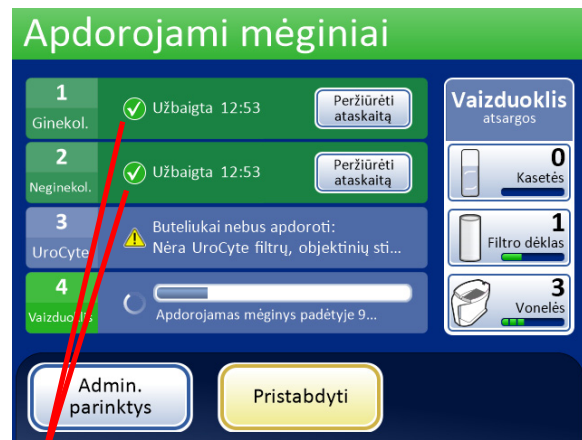 Apdorojami mėginiai
1
Ginekol.
Užbaigta 12:53
Peržiūrėti
ataskaitą
2
Neginekol.
Užbaigta 12:53
Peržiūrėti
ataskaitą
3
UroCyte
Buteliukai nebus apdoroti:
Nėra UroCyte filtrų, objektinių sti...
4
Vaizduoklis
Apdorojamas mėginys padėtyje 9...
Vaizduoklis
atsargos
0
Kasetės
1
Filtro dėklas
3
Vonelės
Admin.
parinktys
Pristabdyti